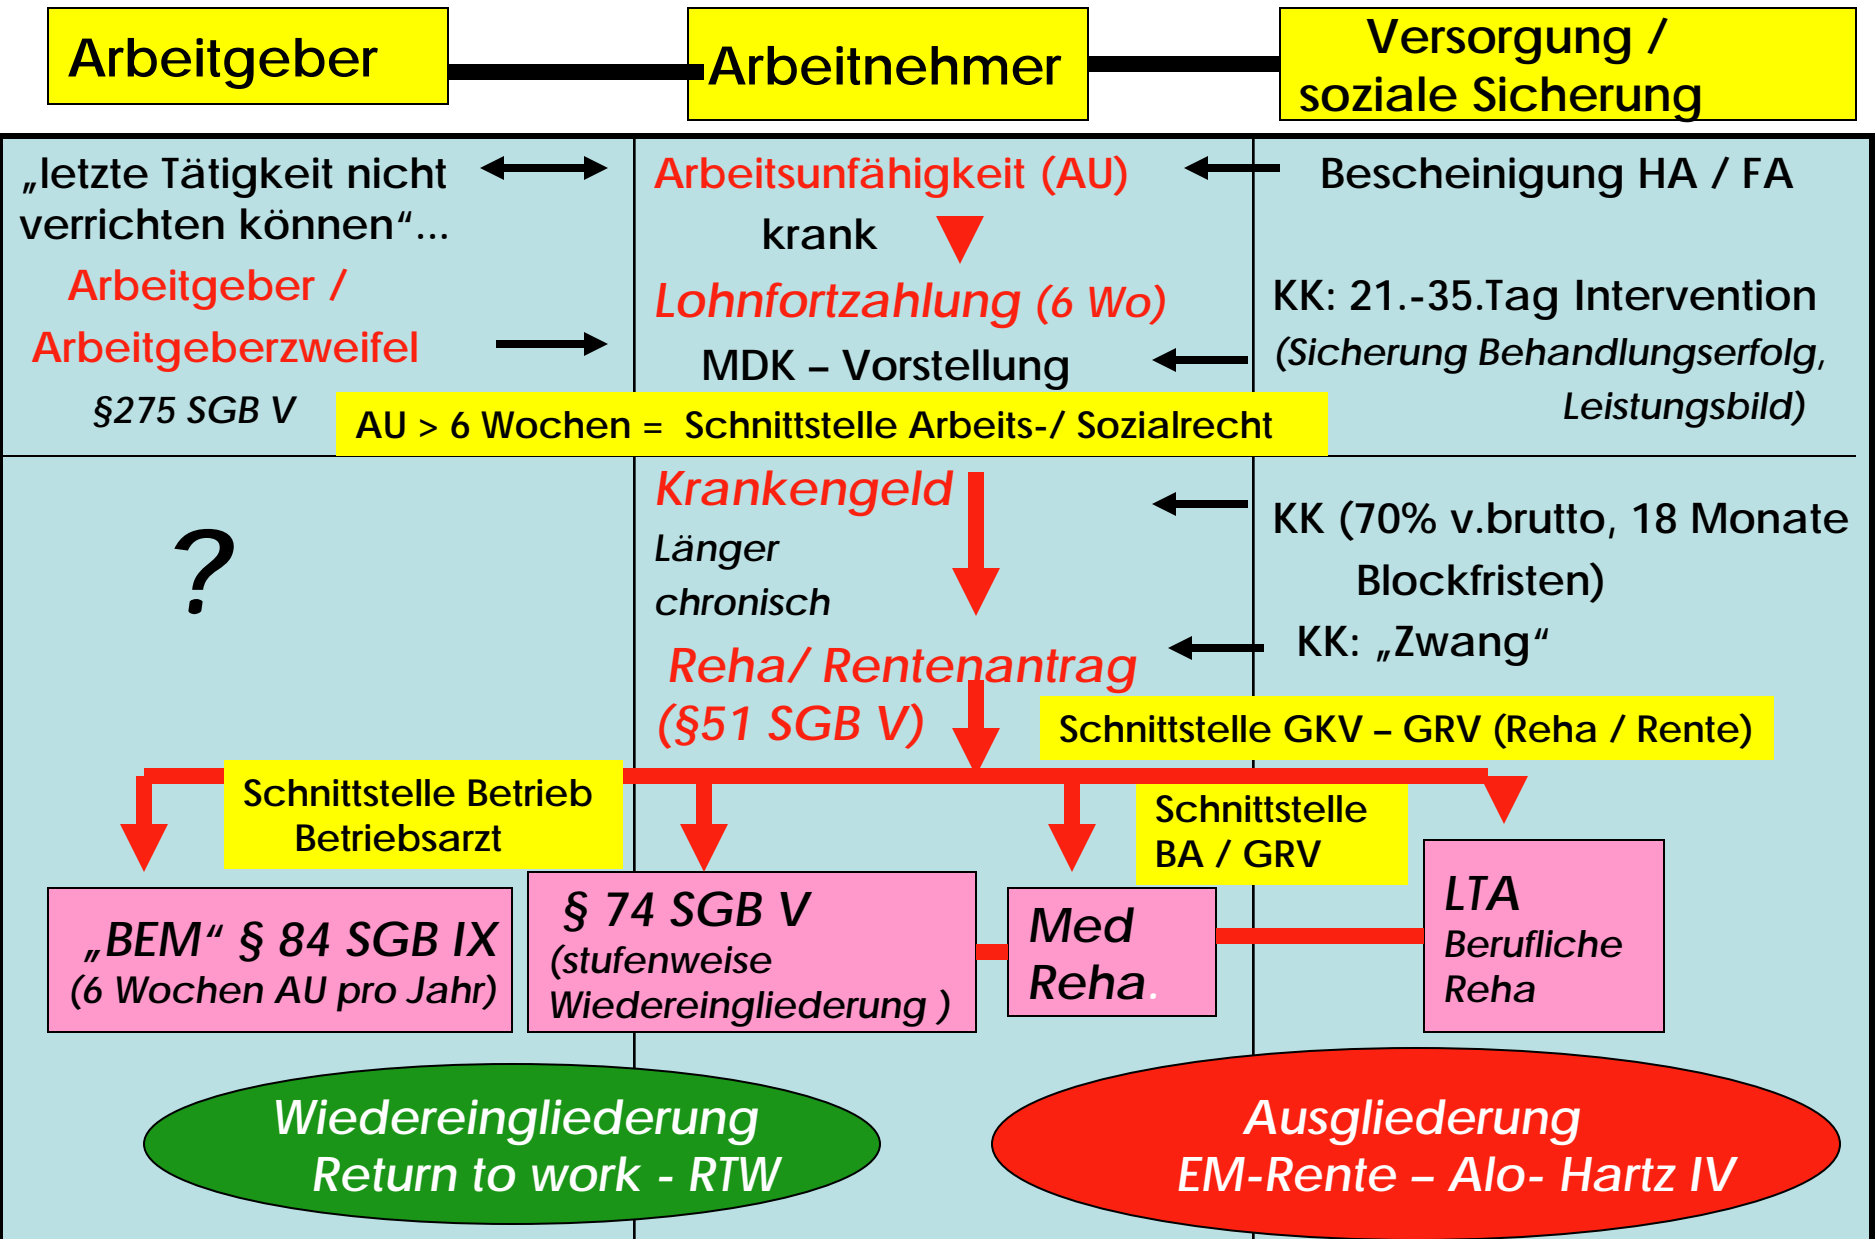 Arbeitgeber
Arbeitnehmer
Versorgung /
soziale Sicherung
„letzte Tätigkeit nicht
verrichten können“...
Arbeitgeber /
Arbeitgeberzweifel
§275 SGB V
Arbeitsunfähigkeit (AU)
krank
Lohnfortzahlung (6 Wo)
MDK – Vorstellung
Bescheinigung HA / FA
KK: 21.-35.Tag Intervention
(Sicherung Behandlungserfolg,
Leistungsbild)
AU > 6 Wochen = Schnittstelle Arbeits-/ Sozialrecht
?
Krankengeld
Länger
chronisch
Reha/ Rentenantrag
(§51 SGB V)
KK (70% v.brutto, 18 Monate
Blockfristen)
KK: „Zwang“
Schnittstelle GKV – GRV (Reha / Rente)
Schnittstelle Betrieb
Betriebsarzt
Schnittstelle
BA / GRV
„BEM“ § 84 SGB IX
(6 Wochen AU pro Jahr)
§ 74 SGB V
(stufenweise
Wiedereingliederung )
Med
Reha.
LTA
Berufliche
Reha
Wiedereingliederung
Return to work - RTW
Ausgliederung
EM-Rente – Alo- Hartz IV